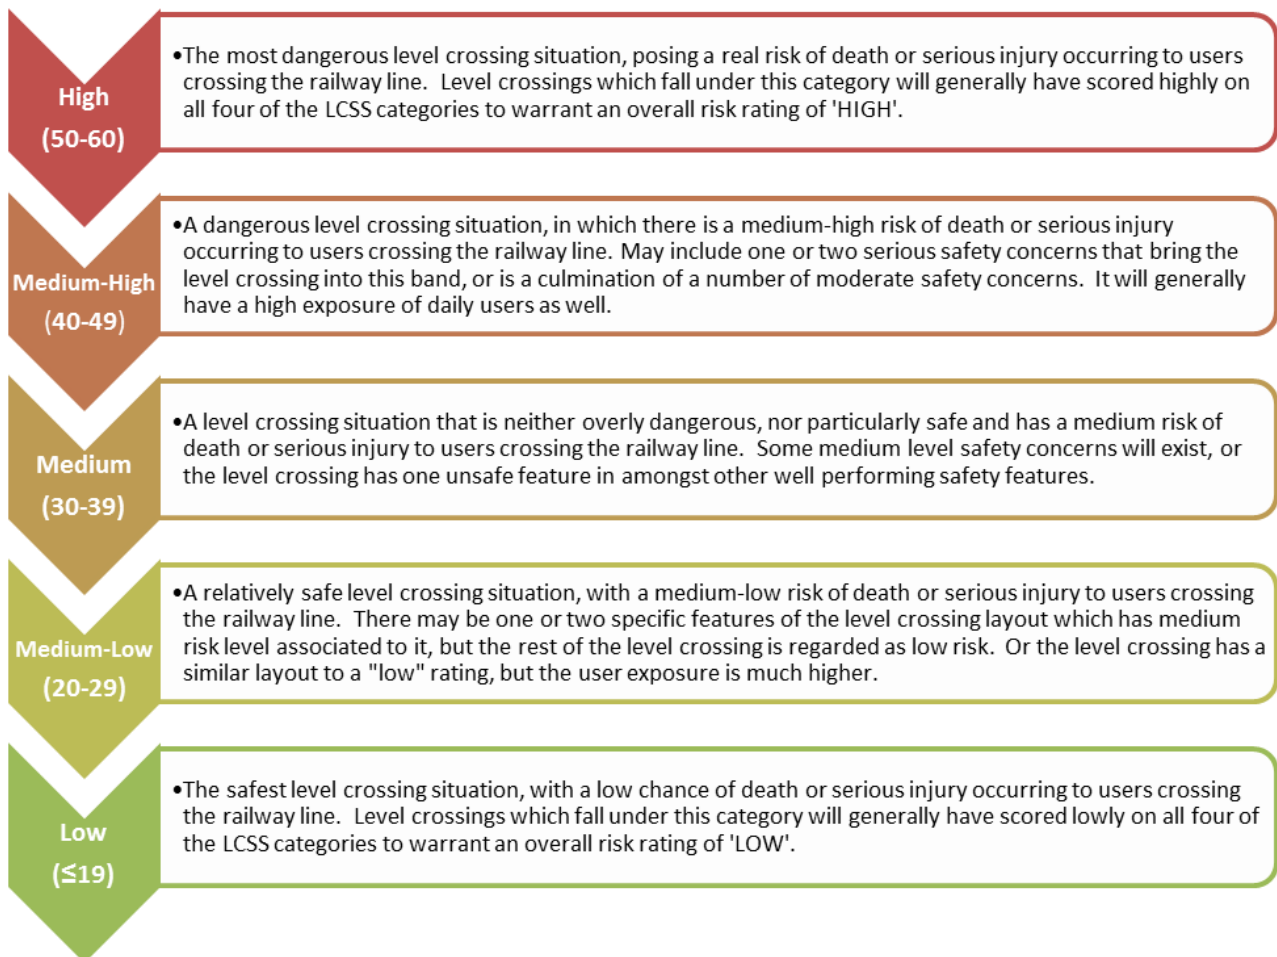 High
(50-60)
•The most dangerous level crossing situation, posing a real risk of death or serious injury occurring to users
crossing the railway line.  Level crossings which fall under this category will generally have scored highly on
all four of the LCSS categories to warrant an overall risk rating of 'HIGH'.
Medium-High
(40-49)
•A dangerous level crossing situation, in which there is a medium-high risk of death or serious injury
occurring to users crossing the railway line. May include one or two serious safety concerns that bring the
level crossing into this band, or is a culmination of a number of moderate safety concerns.  It will generally
have a high exposure of daily users as well.
Medium
(30-39)
•A level crossing situation that is neither overly dangerous, nor particularly safe and has a medium risk of
death or serious injury to users crossing the railway line.  Some medium level safety concerns will exist, or
the level crossing has one unsafe feature in amongst other well performing safety features.
Medium-Low
(20-29)
•A relatively safe level crossing situation, with a medium-low risk of death or serious injury to users crossing
the railway line.  There may be one or two specific features of the level crossing layout which has medium
risk level associated to it, but the rest of the level crossing is regarded as low risk.  Or the level crossing has a
similar layout to a "low" rating, but the user exposure is much higher.
Low
(≤19)
•The safest level crossing situation, with a low chance of death or serious injury occurring to users crossing
the railway line.  Level crossings which fall under this category will generally have scored lowly on all four of
the LCSS categories to warrant an overall risk rating of 'LOW'.